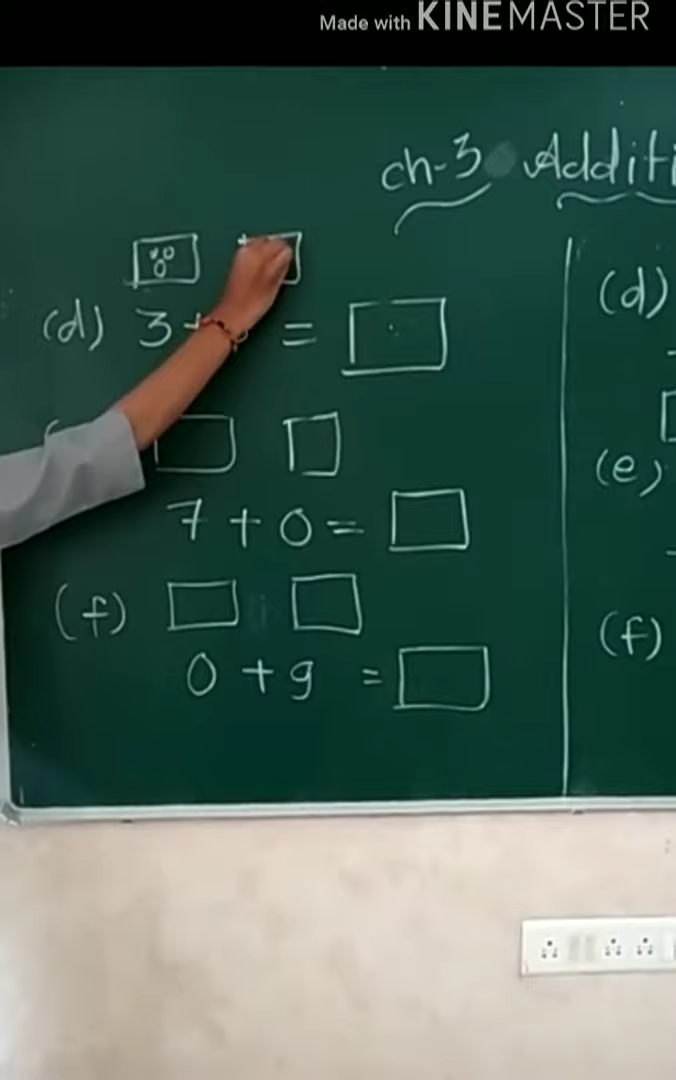 Made with KINEMASTER
ch-3 Additi
(d) 3+ =
7+0=
(f)
0+9 =
(d)
(e)
(f)